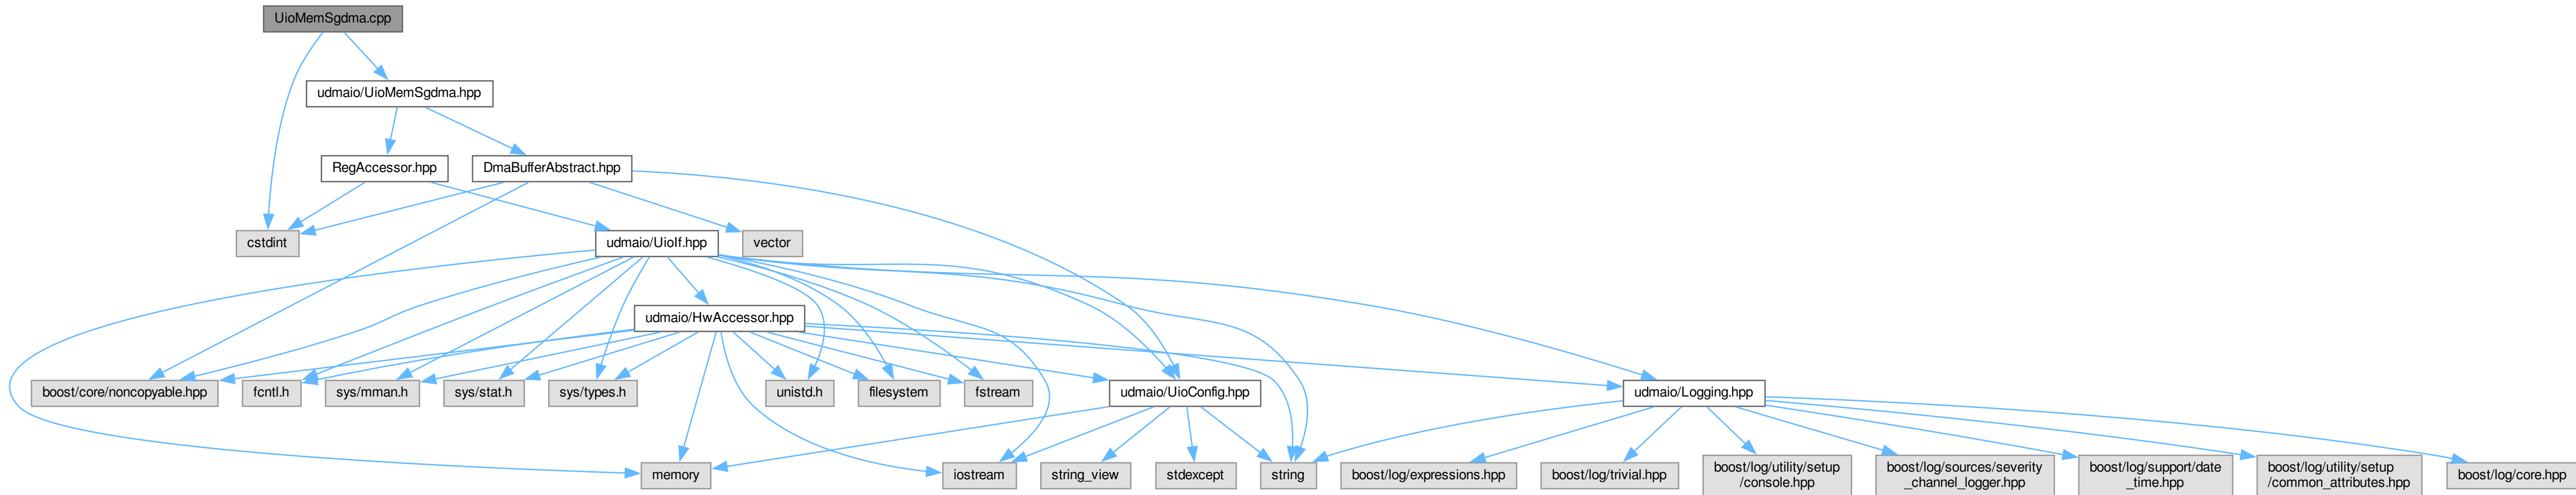 UioMemSgdma.cpp
udmaio/UioMemSgdma.hpp
RegAccessor.hpp
DmaBufferAbstract.hpp
cstdint
udmaio/UioIf.hpp
vector
udmaio/HwAccessor.hpp
boost/core/noncopyable.hpp
fcntl.h
sys/mman.h
sys/stat.h
sys/types.h
unistd.h
filesystem
fstream
udmaio/UioConfig.hpp
udmaio/Logging.hpp
memory
iostream
string_view
stdexcept
string
boost/log/expressions.hpp
boost/log/trivial.hpp
boost/log/utility/setup
/console.hpp
boost/log/sources/severity
_channel_logger.hpp
boost/log/support/date
_time.hpp
boost/log/utility/setup
/common_attributes.hpp
boost/log/core.hpp